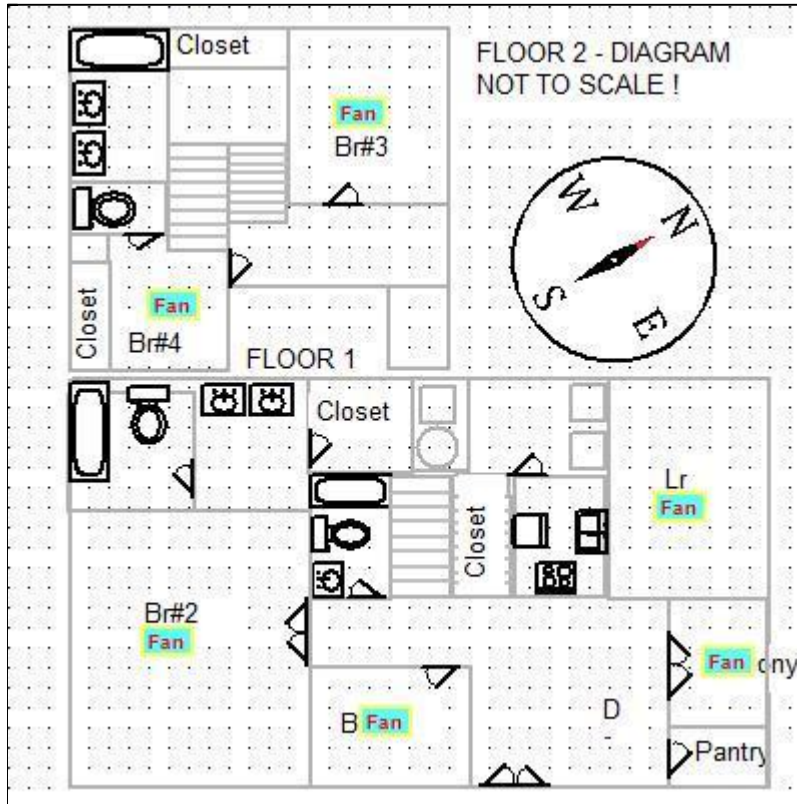 Closet
FLOOR 2 - DIAGRAM
NOT TO SCALE !
Fan
Br#3
W
N
S
E
Closet
Fan
Br#4
FLOOR 1
Closet
Lr
Fan
Closet
Br#2
Fan
Fan ony
B Fan
D
Pantry